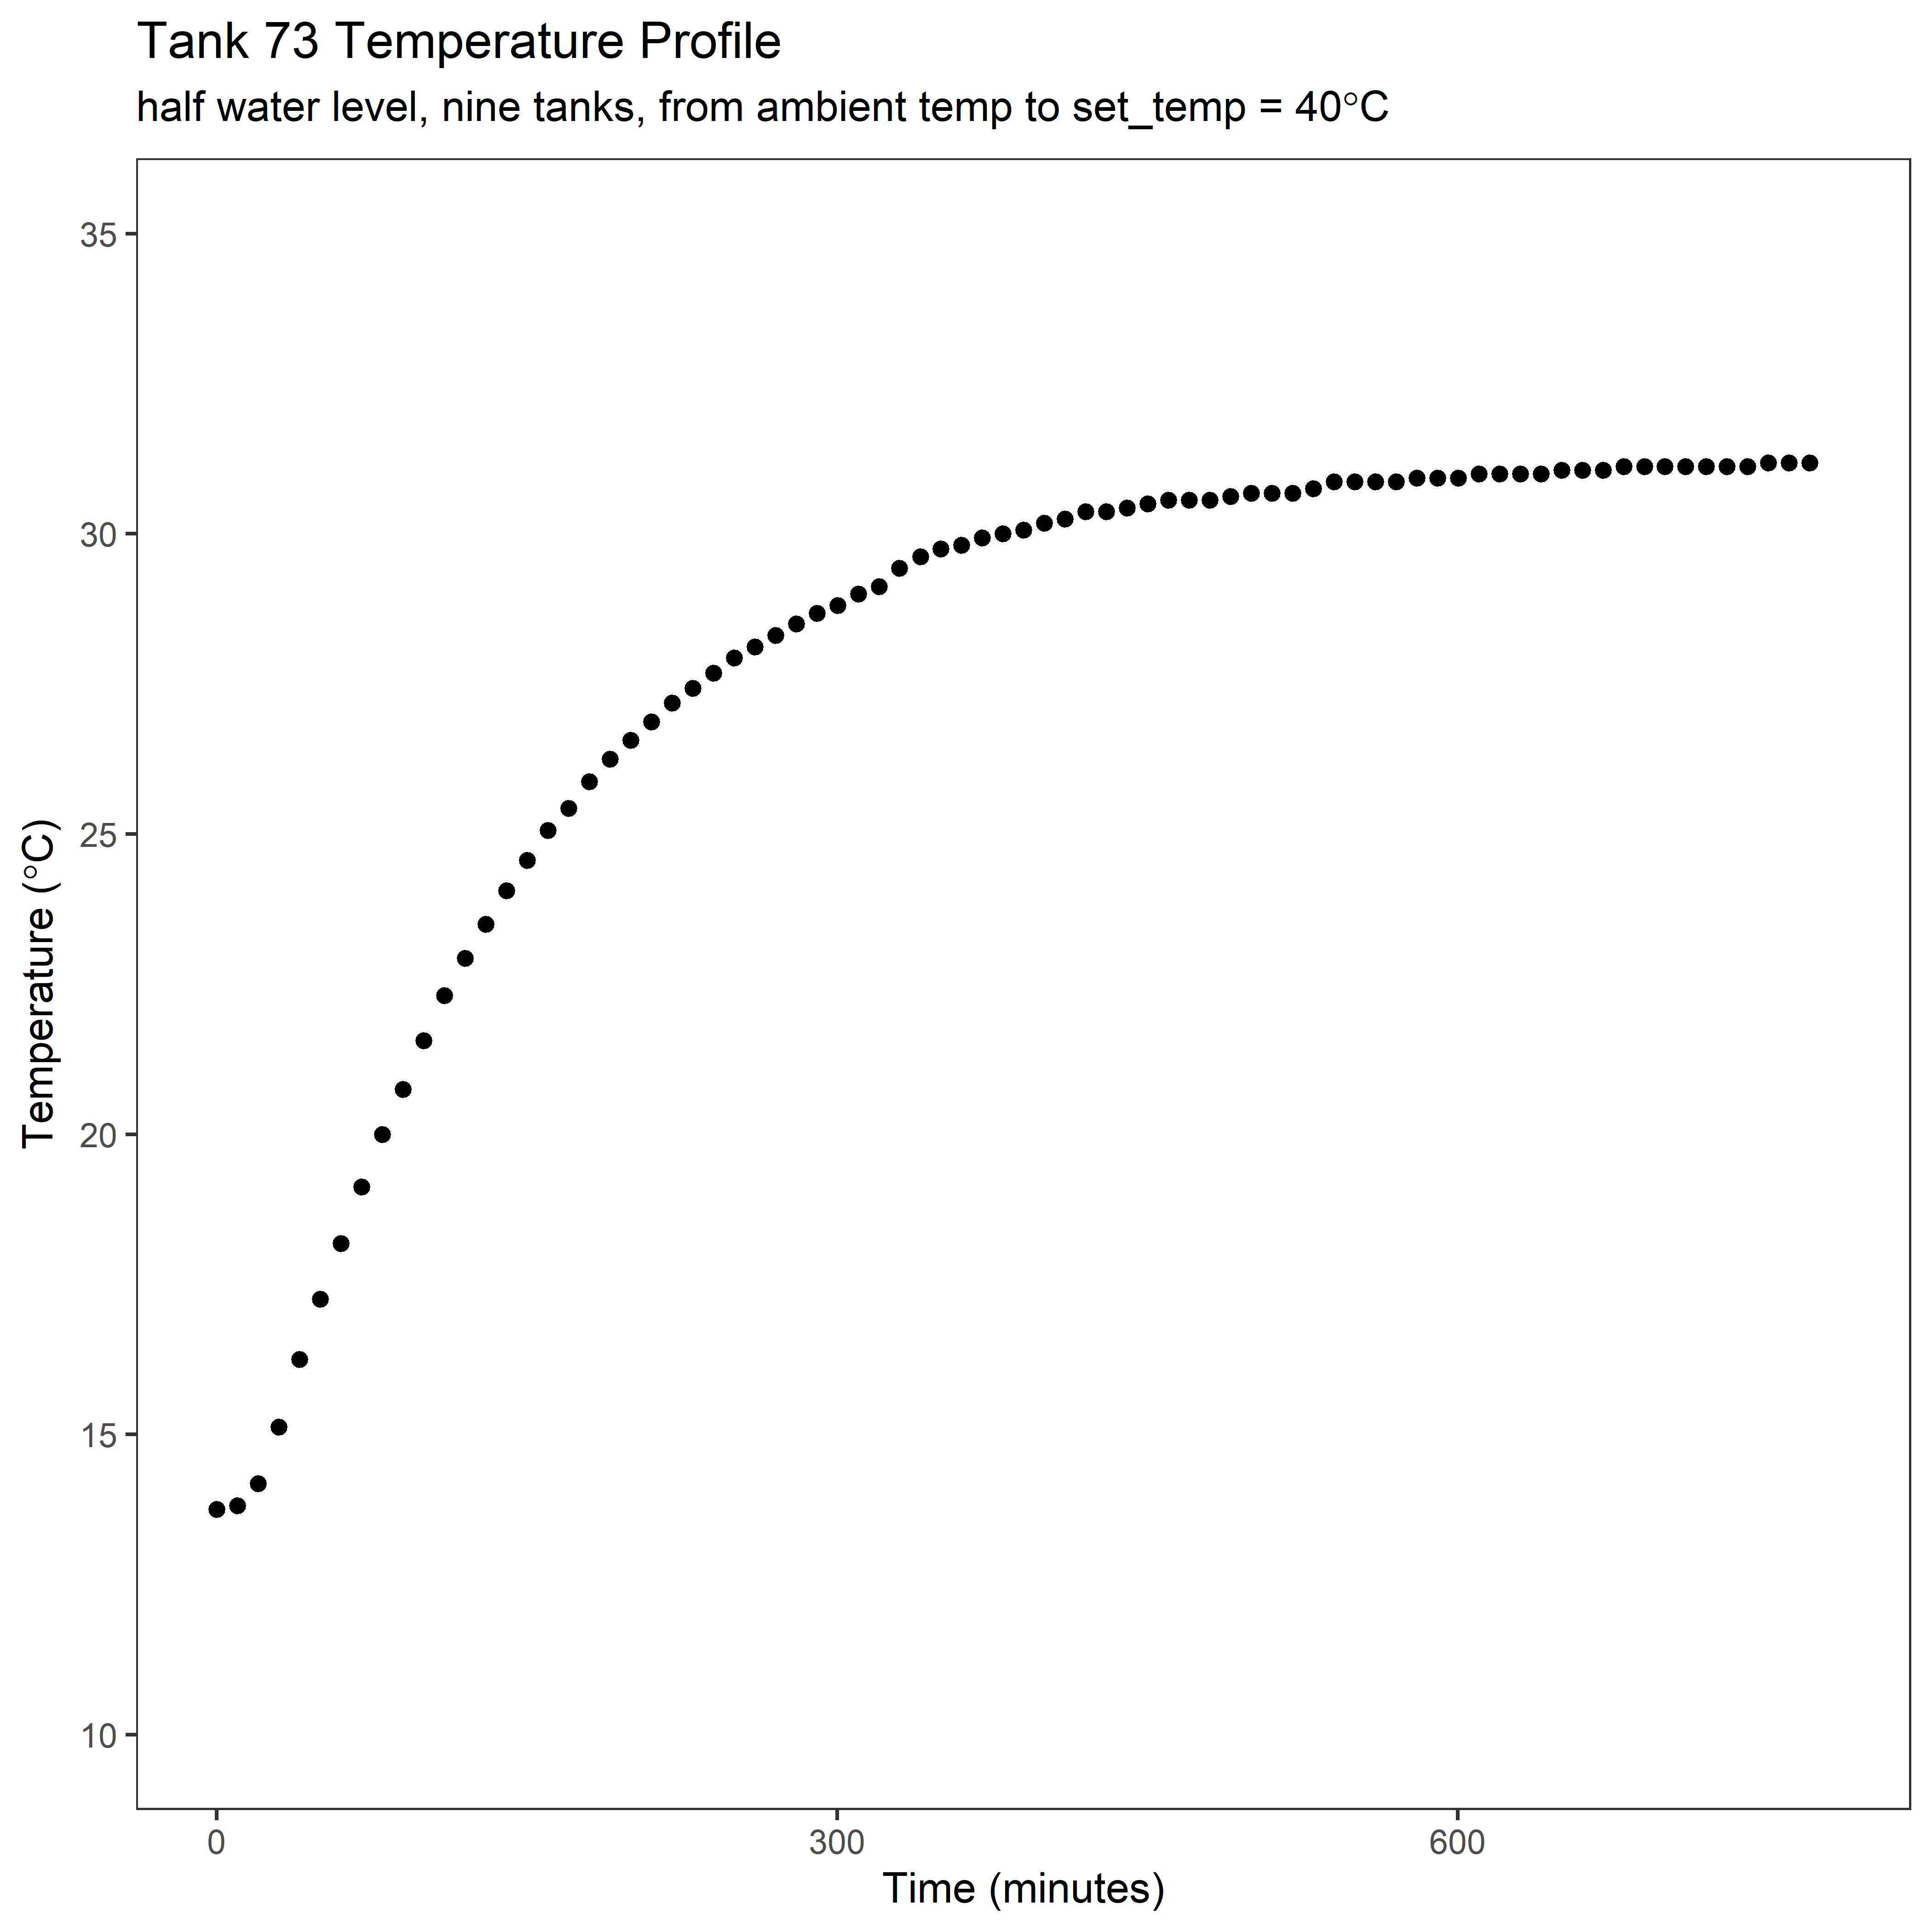 Tank 73 Temperature Profile
half water level, nine tanks, from ambient temp to set_temp = 40°C
35
30
25
20
15
10
Temperature (°C)
0 300 600
Time (minutes)